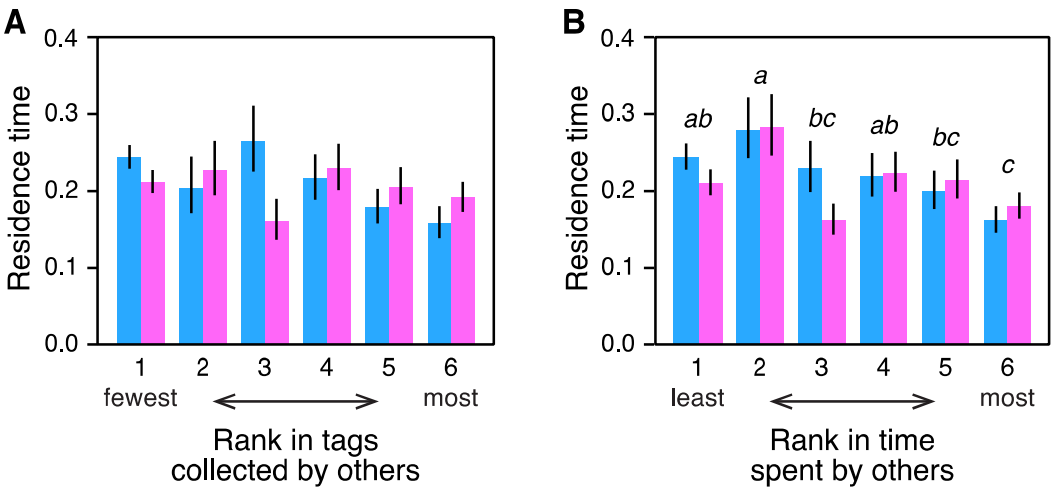 A
0.4
0.3
0.2
0.1
0.0
Residence time
1 2 3 4 5 6
fewest most
Rank in tags
collected by others
B
0.4
0.3
0.2
0.1
0.0
Residence time
ab a bc ab bc c
1 2 3 4 5 6
least most
Rank in time
spent by others